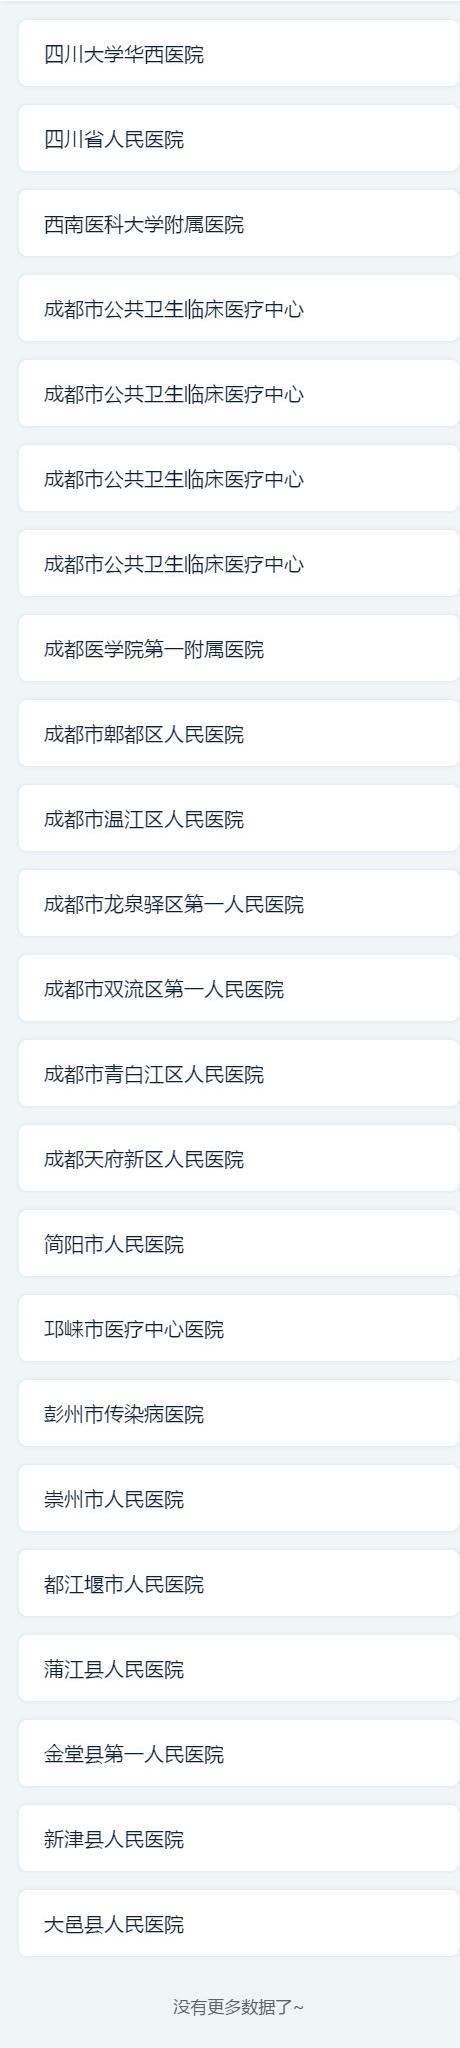 四川大学华西医院
四川省人民医院
西南医科大学附属医院
成都市公共卫生临床医疗中心
成都市公共卫生临床医疗中心
成都市公共卫生临床医疗中心
成都市公共卫生临床医疗中心
成都医学院第一附属医院
成都市郫都区人民医院
成都市温江区人民医院
成都市龙泉驿区第一人民医院
成都市双流区第一人民医院
成都市青白江区人民医院
成都天府新区人民医院
简阳市人民医院
邛崃市医疗中心医院
彭州市传染病医院
崇州市人民医院
都江堰市人民医院
蒲江县人民医院
金堂县第一人民医院
新津县人民医院
大邑县人民医院
没有更多数据了~